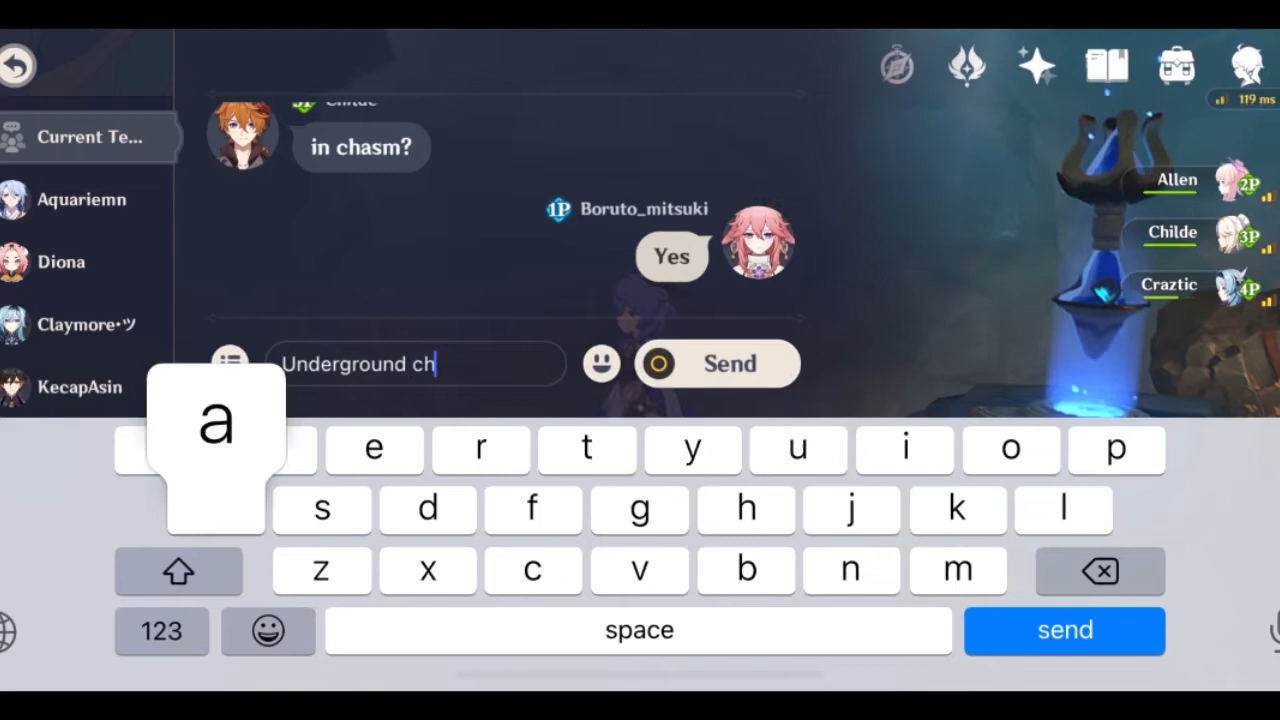 119 ms
Current Te...
Childe
in chasm?
Aquariemn
1P Boruto_mitsuki
Yes
Allen 2P
Childe 3P
Craztic 4P
Diona
Claymore•ツ
KecapAsin
Underground ch
Send
a
e r t y u i o p
s d f g h j k l
z x c v b n m
123
space
send